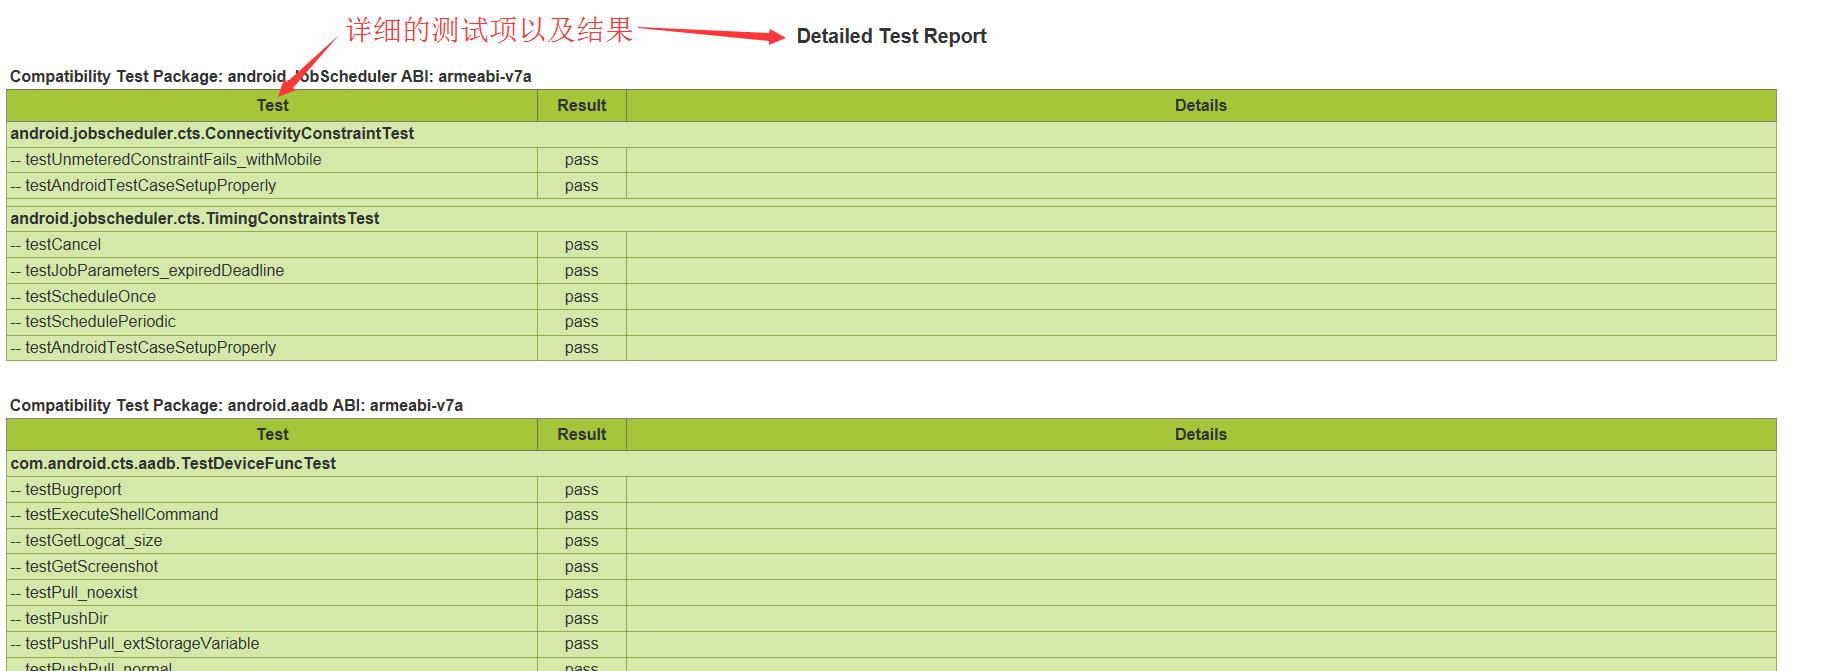 详细的测试项以及结果
Detailed Test Report
Compatibility Test Package: android.JobScheduler ABI: armeabi-v7a
Test Result Details
android.jobscheduler.cts.ConnectivityConstraintTest
-- testUnmeteredConstraintFails_withMobile pass
-- testAndroidTestCaseSetupProperly pass
android.jobscheduler.cts.TimingConstraintsTest
-- testCancel pass
-- testJobParameters_expiredDeadline pass
-- testScheduleOnce pass
-- testSchedulePeriodic pass
-- testAndroidTestCaseSetupProperly pass
Compatibility Test Package: android.aadb ABI: armeabi-v7a
Test Result Details
com.android.cts.aadb.TestDeviceFuncTest
-- testBugreport pass
-- testExecuteShellCommand pass
-- testGetLogcat_size pass
-- testGetScreenshot pass
-- testPull_noexist pass
-- testPushDir pass
-- testPushPull_extStorageVariable pass
-- testPushPull_normal pass